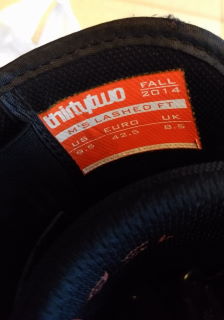 thirtytwo FALL 2014
M'S LASHED FT.
US EURO UK
9.5 42.5 8.5